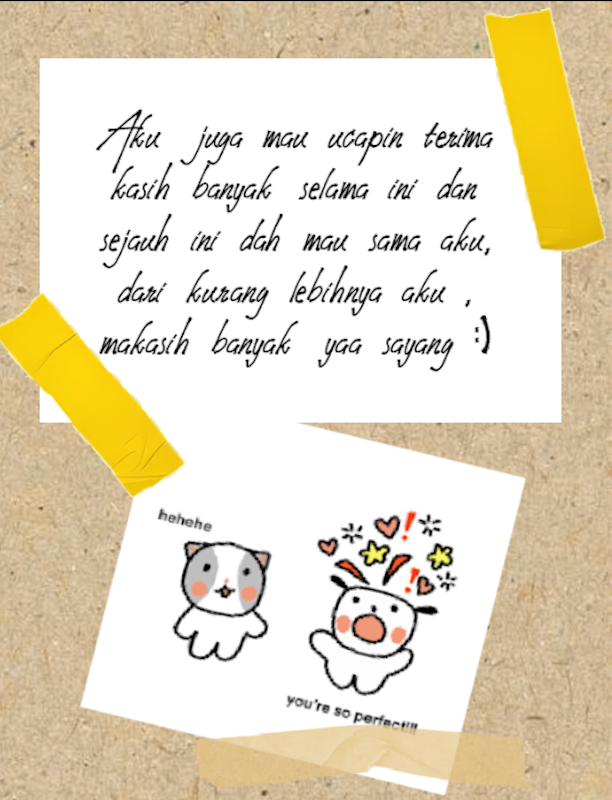 Aku juga mau ucapin terima
kasih banyak selama ini dan
sejauh ini dah mau sama aku,
dari kurang lebihnya aku ,
makasih banyak yaa sayang :)
hehehe
you're so perfect!!!